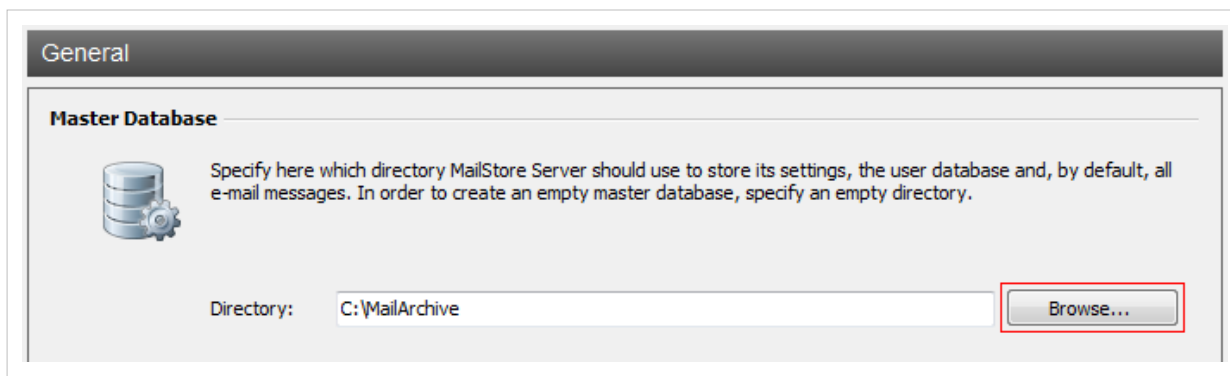 General
Master Database
Specify here which directory MailStore Server should use to store its settings, the user database and, by default, all
e-mail messages. In order to create an empty master database, specify an empty directory.
Directory: C:\MailArchive Browse...